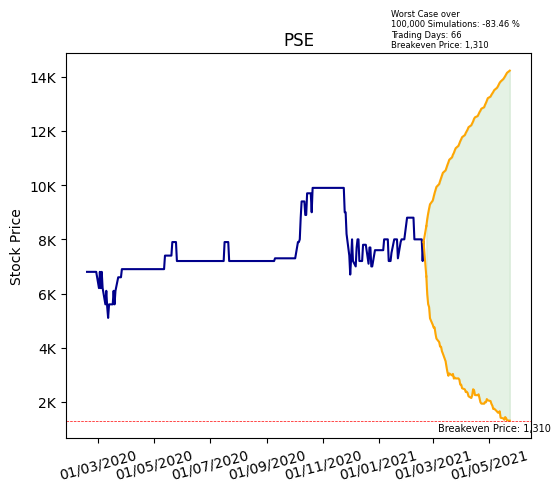 Worst Case over
100,000 Simulations: -83.46 %
Trading Days: 66
Breakeven Price: 1,310
PSE
Stock Price
14K
12K
10K
8K
6K
4K
2K
Breakeven Price: 1,310
01/03/2020
01/05/2020
01/07/2020
01/09/2020
01/11/2020
01/01/2021
01/03/2021
01/05/2021